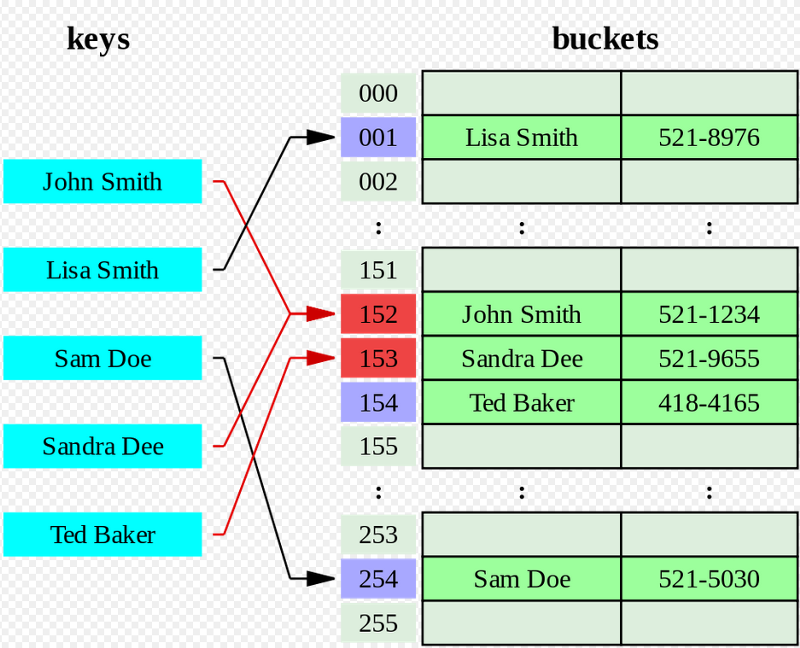 keys
buckets
John Smith
Lisa Smith
Sam Doe
Sandra Dee
Ted Baker
000
001 Lisa Smith 521-8976
002
: : :
151
152 John Smith 521-1234
153 Sandra Dee 521-9655
154 Ted Baker 418-4165
155
: : :
253
254 Sam Doe 521-5030
255